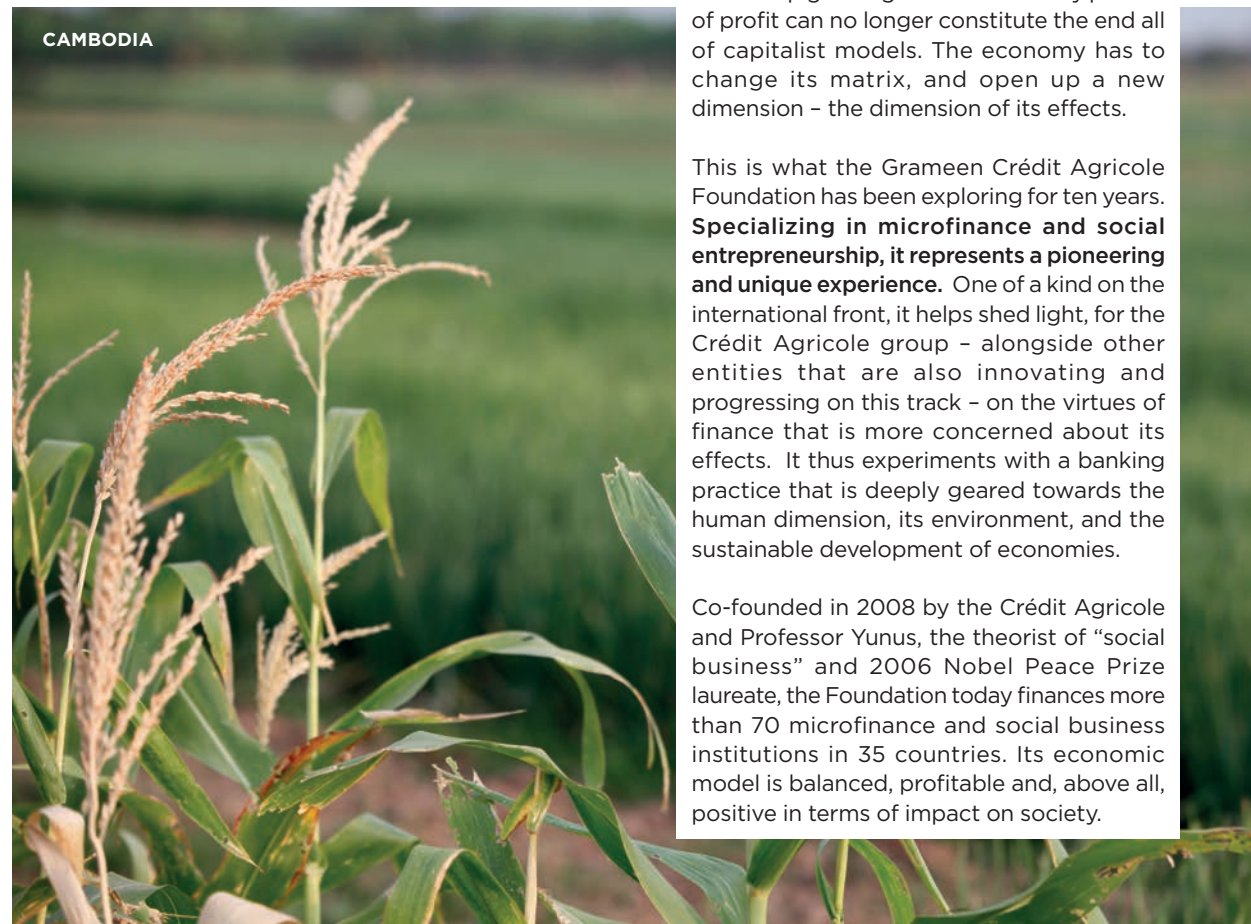 CAMBODIA
of profit can no longer constitute the end all
of capitalist models. The economy has to
change its matrix, and open up a new
dimension – the dimension of its effects.
This is what the Grameen Crédit Agricole
Foundation has been exploring for ten years.
Specializing in microfinance and social
entrepreneurship, it represents a pioneering
and unique experience. One of a kind on the
international front, it helps shed light, for the
Crédit Agricole group – alongside other
entities that are also innovating and
progressing on this track – on the virtues of
finance that is more concerned about its
effects. It thus experiments with a banking
practice that is deeply geared towards the
human dimension, its environment, and the
sustainable development of economies.
Co-founded in 2008 by the Crédit Agricole
and Professor Yunus, the theorist of “social
business” and 2006 Nobel Peace Prize
laureate, the Foundation today finances more
than 70 microfinance and social business
institutions in 35 countries. Its economic
model is balanced, profitable and, above all,
positive in terms of impact on society.